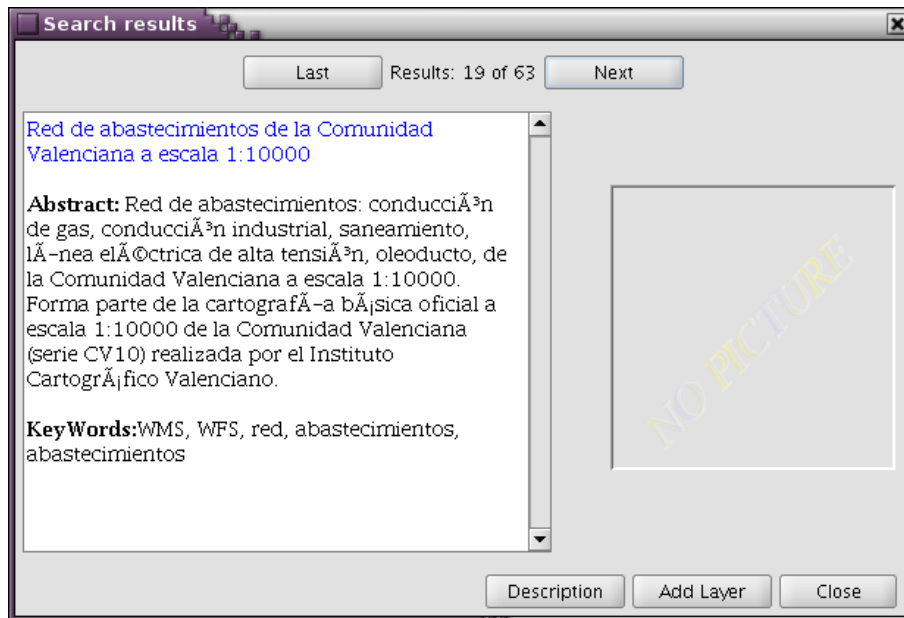 Search results
Last Results: 19 of 63 Next
Red de abastecimientos de la Comunidad
Valenciana a escala 1:10000
Abstract: Red de abastecimientos: conducciÃ³n
de gas, conducciÃ³n industrial, saneamiento,
lÃ­-nea elÃ©ctrica de alta tensiÃ³n, oleoducto, de
la Comunidad Valenciana a escala 1:10000.
Forma parte de la cartografÃ-a bÃ¡sica oficial a
escala 1:10000 de la Comunidad Valenciana
(serie CV10) realizada por el Instituto
CartogrÃ¡fico Valenciano.
KeyWords:WMS, WFS, red, abastecimientos,
abastecimientos
NO PICTURE
Description Add Layer Close